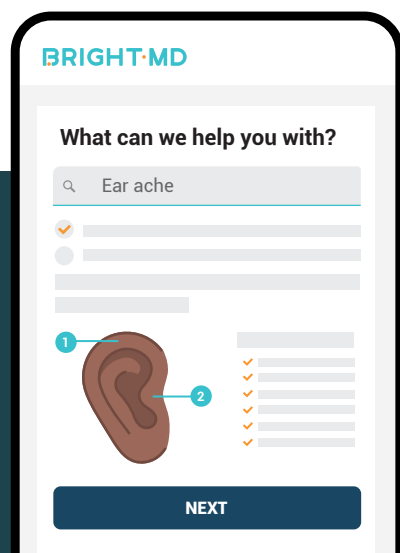 BRIGHT·MD
What can we help you with?
Ear ache
1
2
NEXT